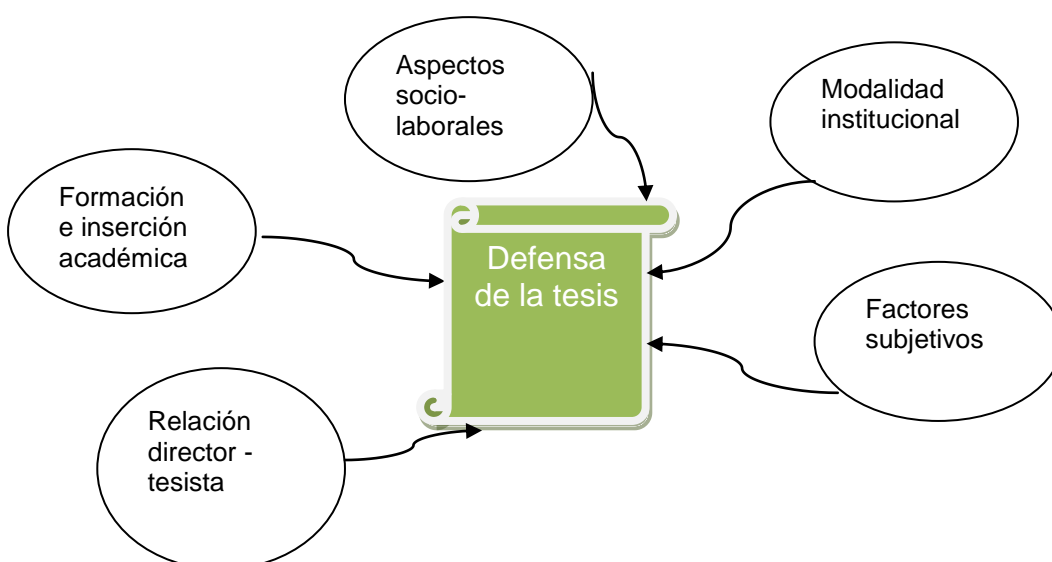 Aspectos
socio-
laborales
Modalidad
institucional
Formación
e inserción
académica
Defensa
de la tesis
Factores
subjetivos
Relación
director -
tesista